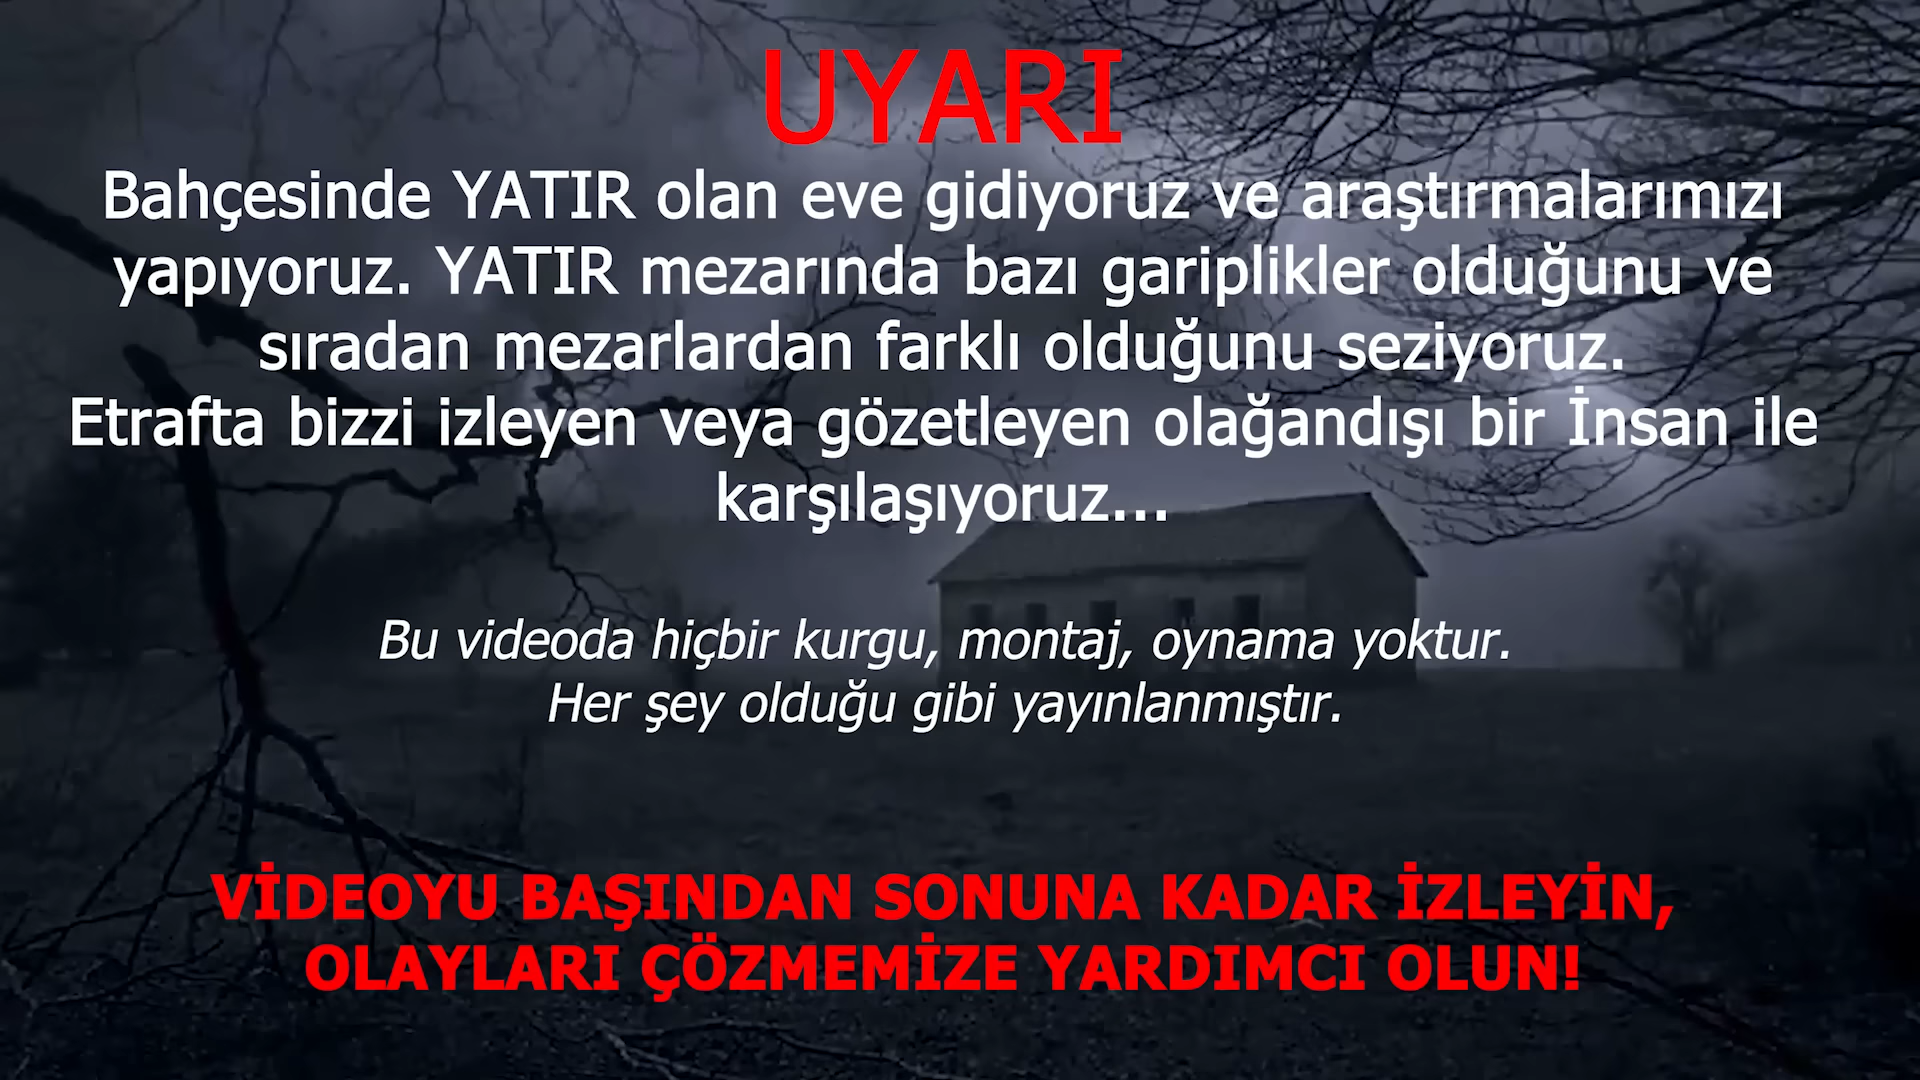 UYARI
Bahçesinde YATIR olan eve gidiyoruz ve araştırmalarımızı
yapıyoruz. YATIR mezarında bazı gariplikler olduğunu ve
sıradan mezarlardan farklı olduğunu seziyoruz.
Etrafta bizzi izleyen veya gözetleyen olağandışı bir İnsan ile
karşılaşıyoruz...
Bu videoda hiçbir kurgu, montaj, oynama yoktur.
Her şey olduğu gibi yayınlanmıştır.
VİDEOYU BAŞINDAN SONUNA KADAR İZLEYİN,
OLAYLARI ÇÖZMEMİZE YARDIMCI OLUN!